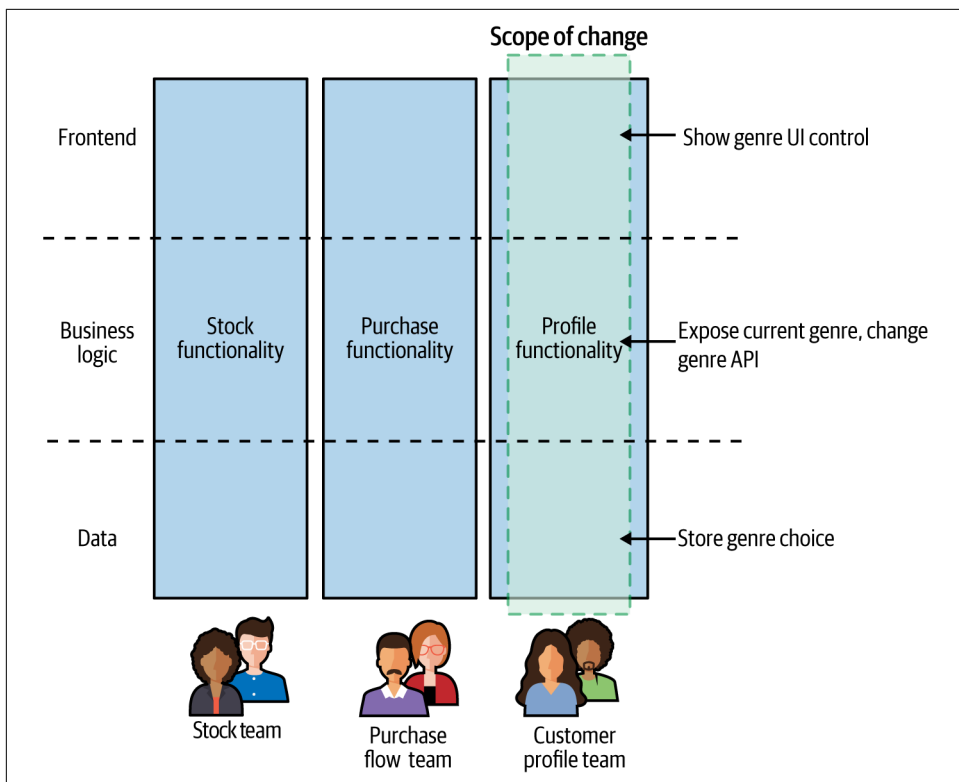 Scope of change
Frontend
Show genre UI control
Business
logic
Stock
functionality
Purchase
functionality
Profile
functionality
Expose current genre, change
genre API
Data
Store genre choice
Stock team
Purchase
flow team
Customer
profile team